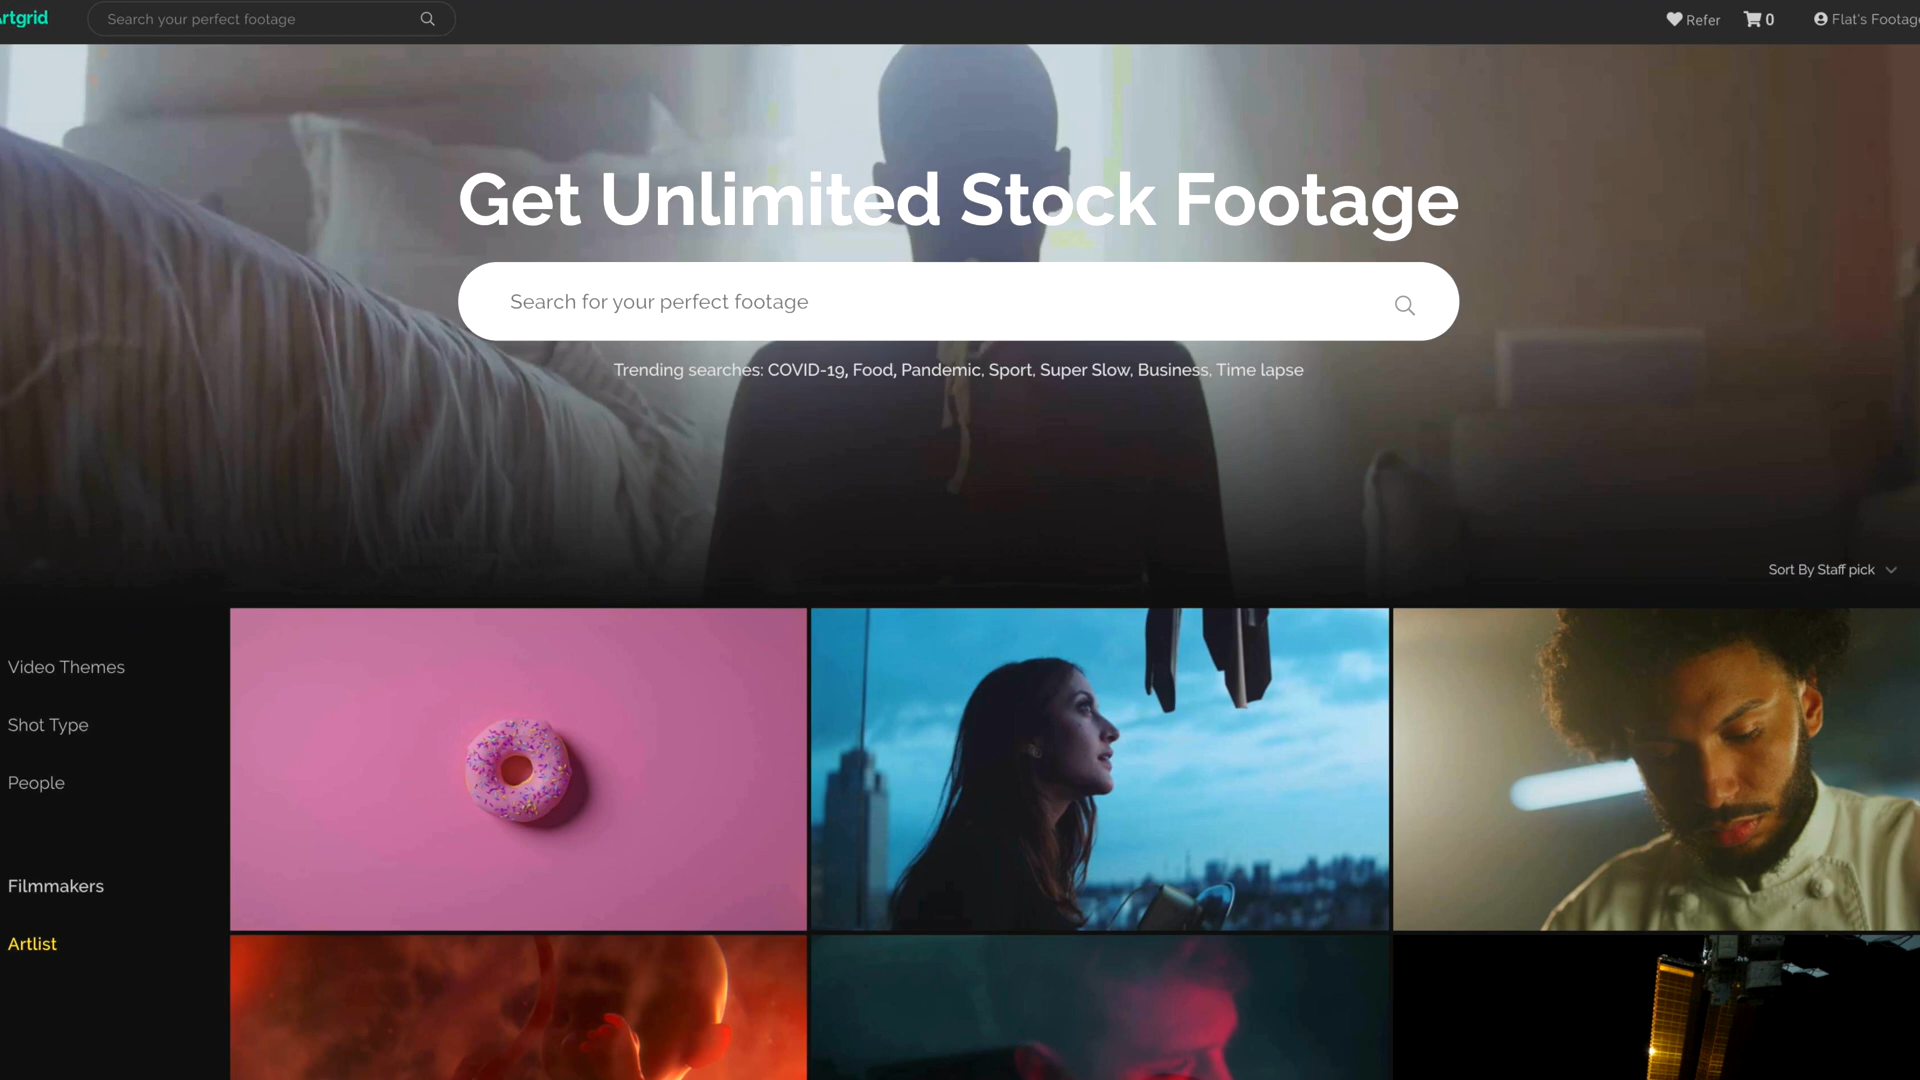 Artgrid
Search your perfect footage
Refer
0
Flat's Footage
Get Unlimited Stock Footage
Search for your perfect footage
Trending searches: COVID-19, Food, Pandemic, Sport, Super Slow, Business, Time lapse
Sort By Staff pick
Video Themes
Shot Type
People
Filmmakers
Artlist